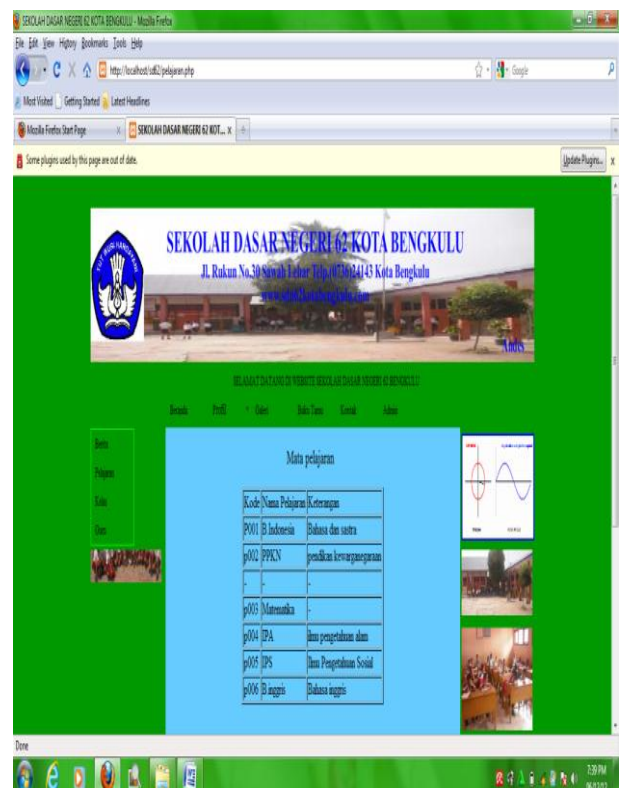 SEKOLAH DASAR NEGERI 62 KOTA BENGKULU - Mozilla Firefox
File Edit View History Bookmarks Tools Help
http://localhost/sd62/pelajaran.php
Google
Most Visited Getting Started Latest Headlines
Mozilla Firefox Start Page
SEKOLAH DASAR NEGERI 62 KOT...
Some plugins used by this page are out of date.
Update Plugins...
SEKOLAH DASAR NEGERI 62 KOTA BENGKULU
Jl. Rukun No.30 Sawah Lebar Telp.(0736)24143 Kota Bengkulu
Andes
SELAMAT DATANG DI WEBSITE SEKOLAH DASAR NEGERI 62 BENGKULU
Beranda Profil Galeri Buku Tamu Kontak Admin
Berita
Pelajaran
Kelas
Guru
Mata pelajaran
Kode Nama Pelajaran Keterangan
P001 B Indonesia Bahasa dan sastra
p002 PPKN pendikan kewarganegaraan
- - -
p003 Matematika -
p004 IPA ilmu pengetahuan alam
p005 IPS Ilmu Pengetahuan Sosial
p006 B inggris Bahasa inggris
Done
7:39 PM